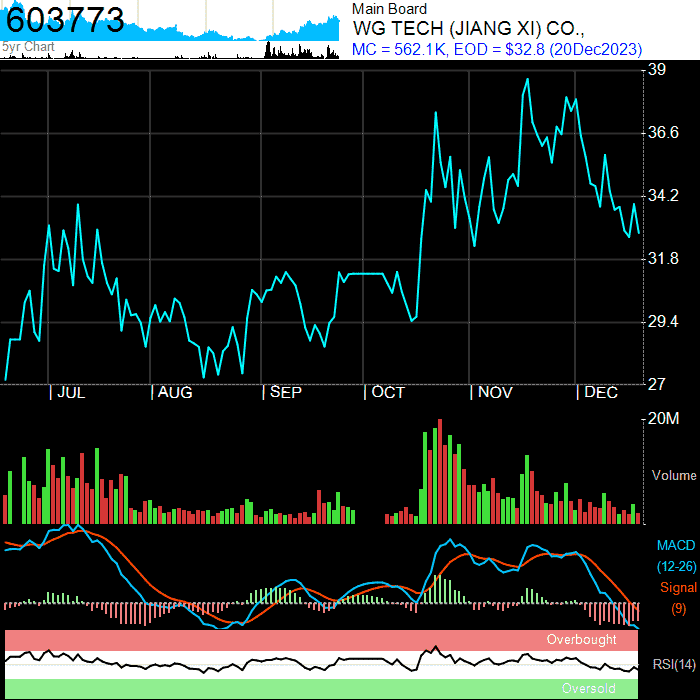 603773
5yr Chart
Main Board
WG TECH (JIANG XI) CO.,
MC = 562.1K, EOD = $32.8 (20Dec2023)
39
36.6
34.2
31.8
29.4
27
JUL
AUG
SEP
OCT
NOV
DEC
20M
Volume
MACD
(12-26)
Signal
(9)
Overbought
RSI(14)
Oversold